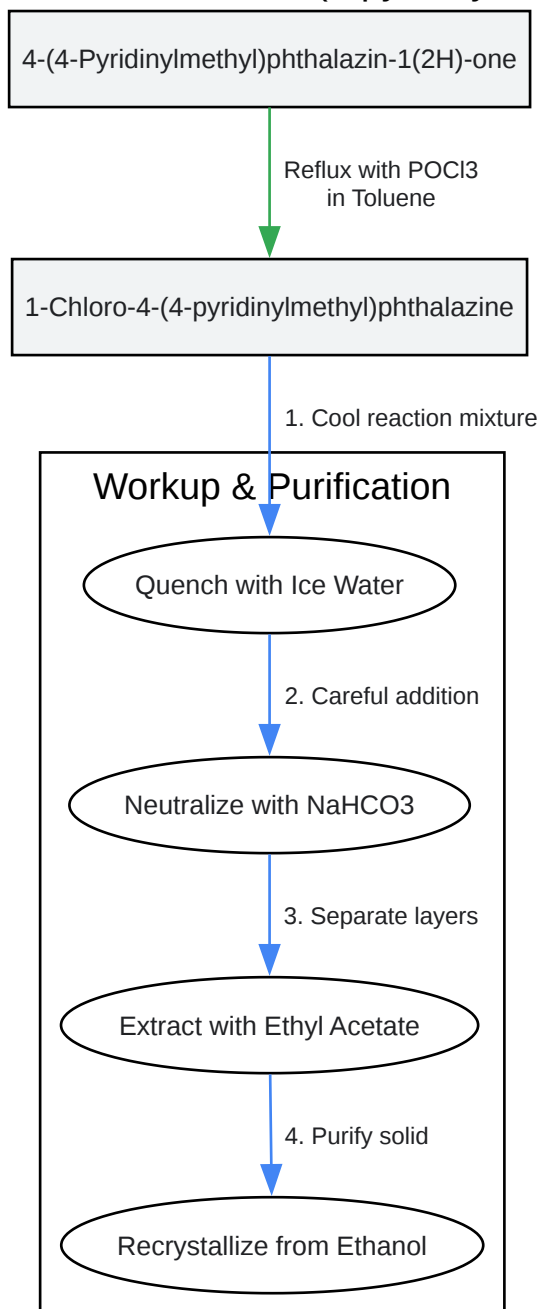 4-(4-Pyridinylmethyl)phthalazin-1(2H)-one
Reflux with POCl3
in Toluene
1-Chloro-4-(4-pyridinylmethyl)phthalazine
1. Cool reaction mixture
Workup & Purification
Quench with Ice Water
2. Careful addition
Neutralize with NaHCO3
3. Separate layers
Extract with Ethyl Acetate
4. Purify solid
Recrystallize from Ethanol